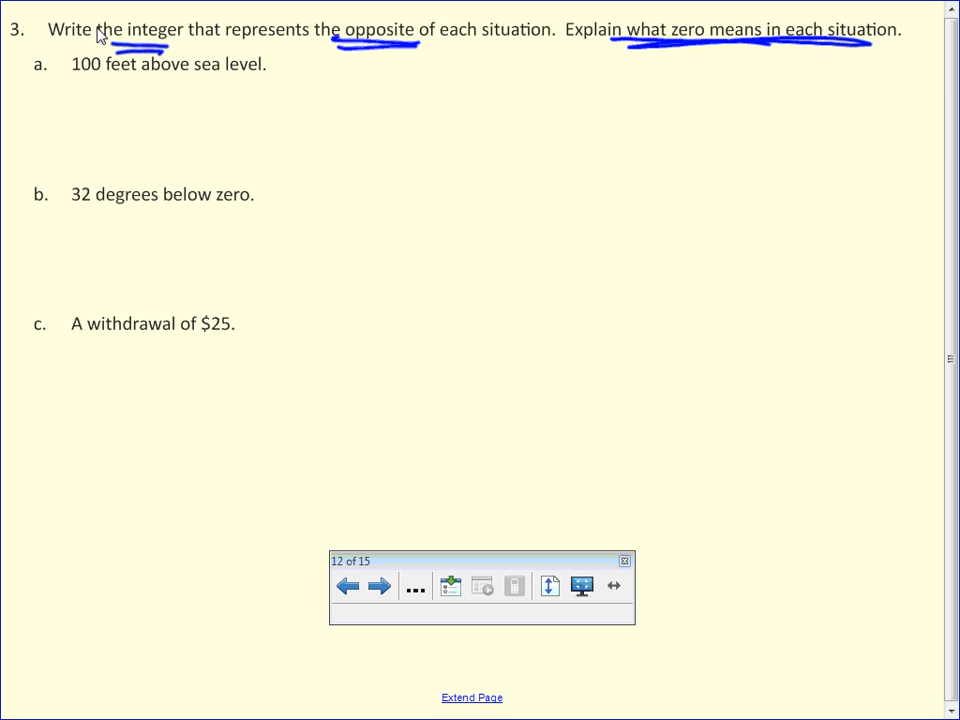 3. Write the integer that represents the opposite of each situation. Explain what zero means in each situation.
a. 100 feet above sea level.
b. 32 degrees below zero.
c. A withdrawal of $25.
12 of 15
...
Extend Page